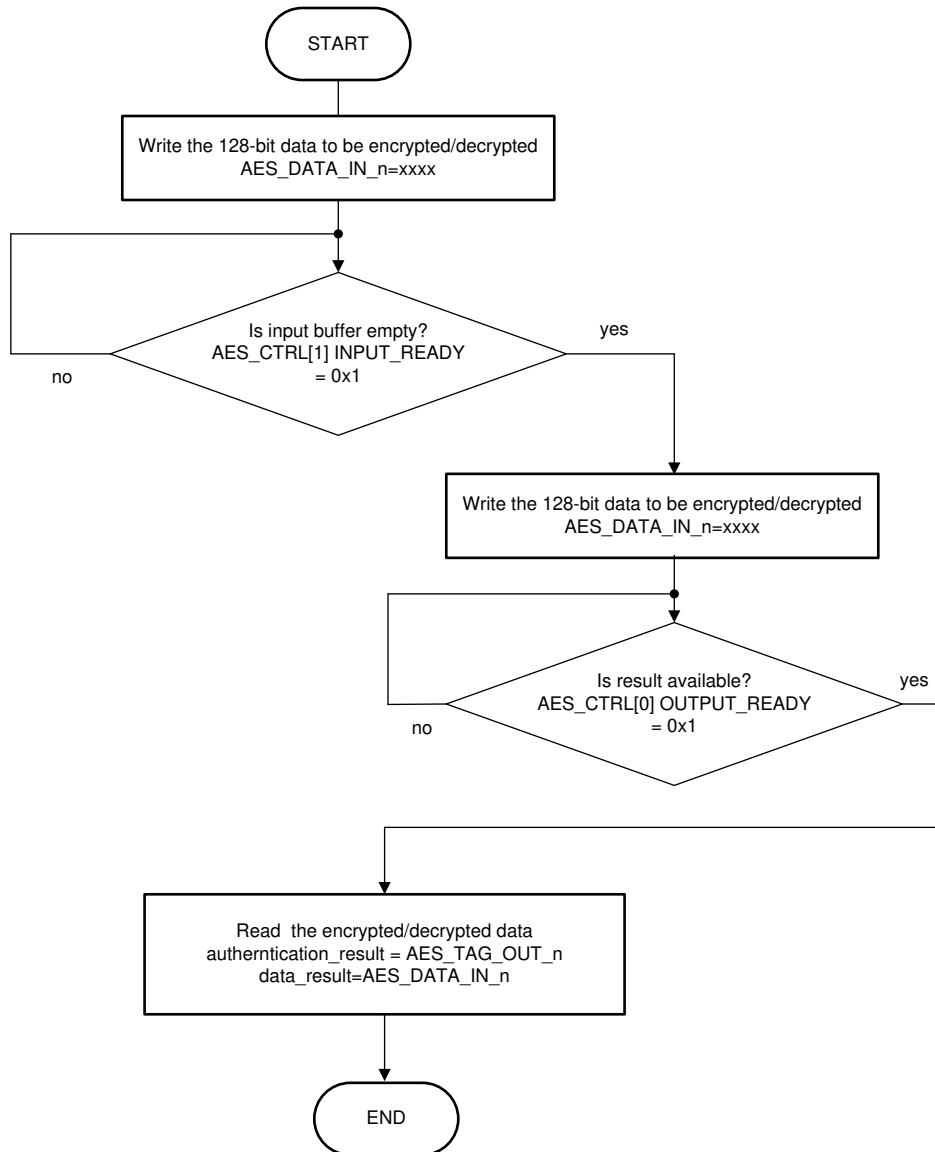 START
Write the 128-bit data to be encrypted/decrypted
AES_DATA_IN_n=xxxx
Is input buffer empty?
AES_CTRL[1] INPUT_READY
= 0x1
yes
no
Write the 128-bit data to be encrypted/decrypted
AES_DATA_IN_n=xxxx
Is result available?
AES_CTRL[0] OUTPUT_READY
= 0x1
yes
no
Read the encrypted/decrypted data
autherntication_result = AES_TAG_OUT_n
data_result=AES_DATA_IN_n
END